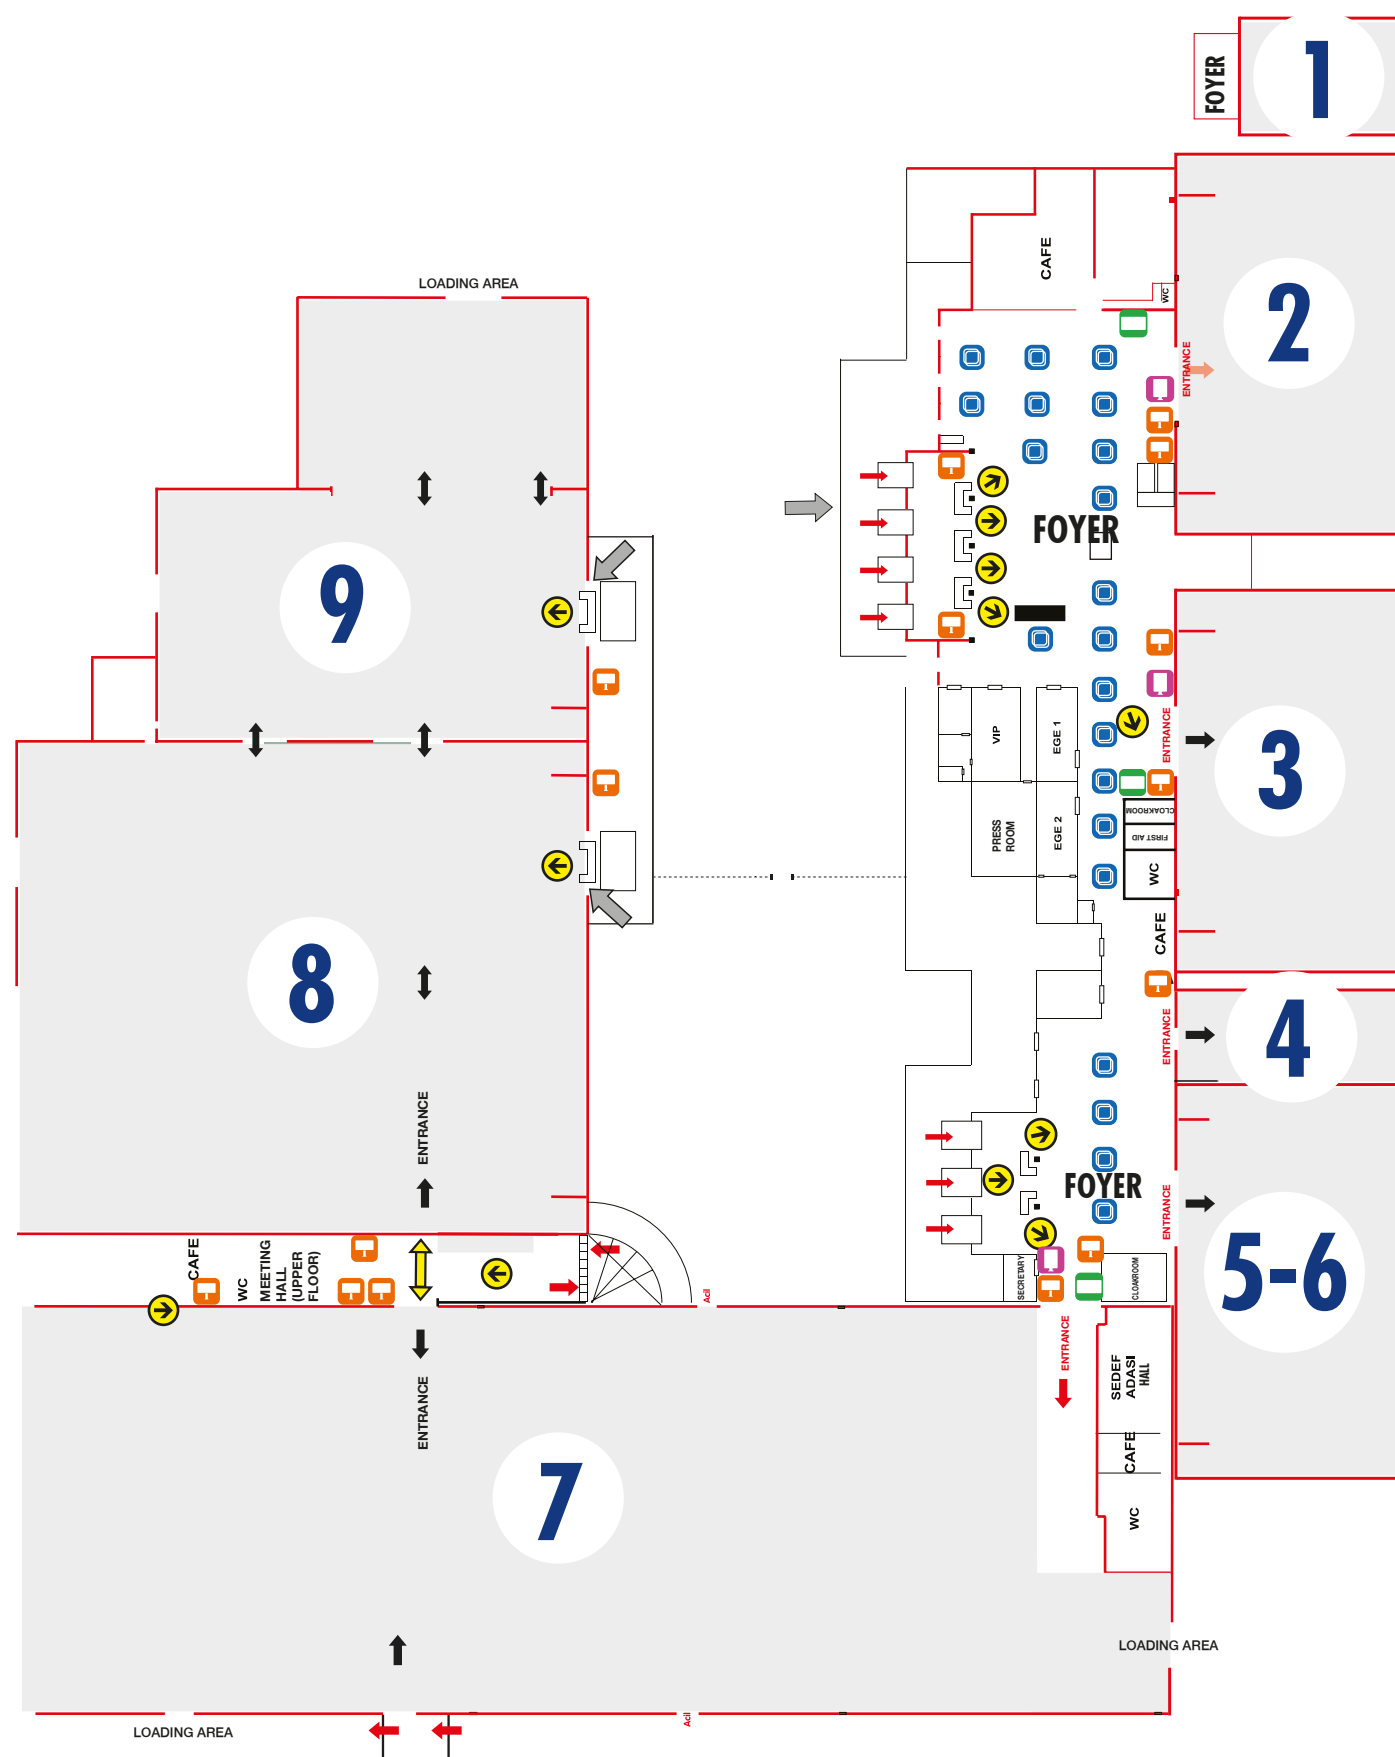 1
FOYER
2
CAFE
WC
ENTRANCE
LOADING AREA
FOYER
9
3
VIP
EGE 1
ENTRANCE
PRESS
ROOM
EGE 2
CLOAKROOM
FIRST AID
WC
CAFE
8
4
ENTRANCE
ENTRANCE
FOYER
ENTRANCE
5-6
CAFE
WC
MEETING
HALL
(UPPER
FLOOR)
SECRETARY
CLOAKROOM
Acil
ENTRANCE
ENTRANCE
SEDEF
ADASI
HALL
CAFE
WC
7
LOADING AREA
LOADING AREA
Acil